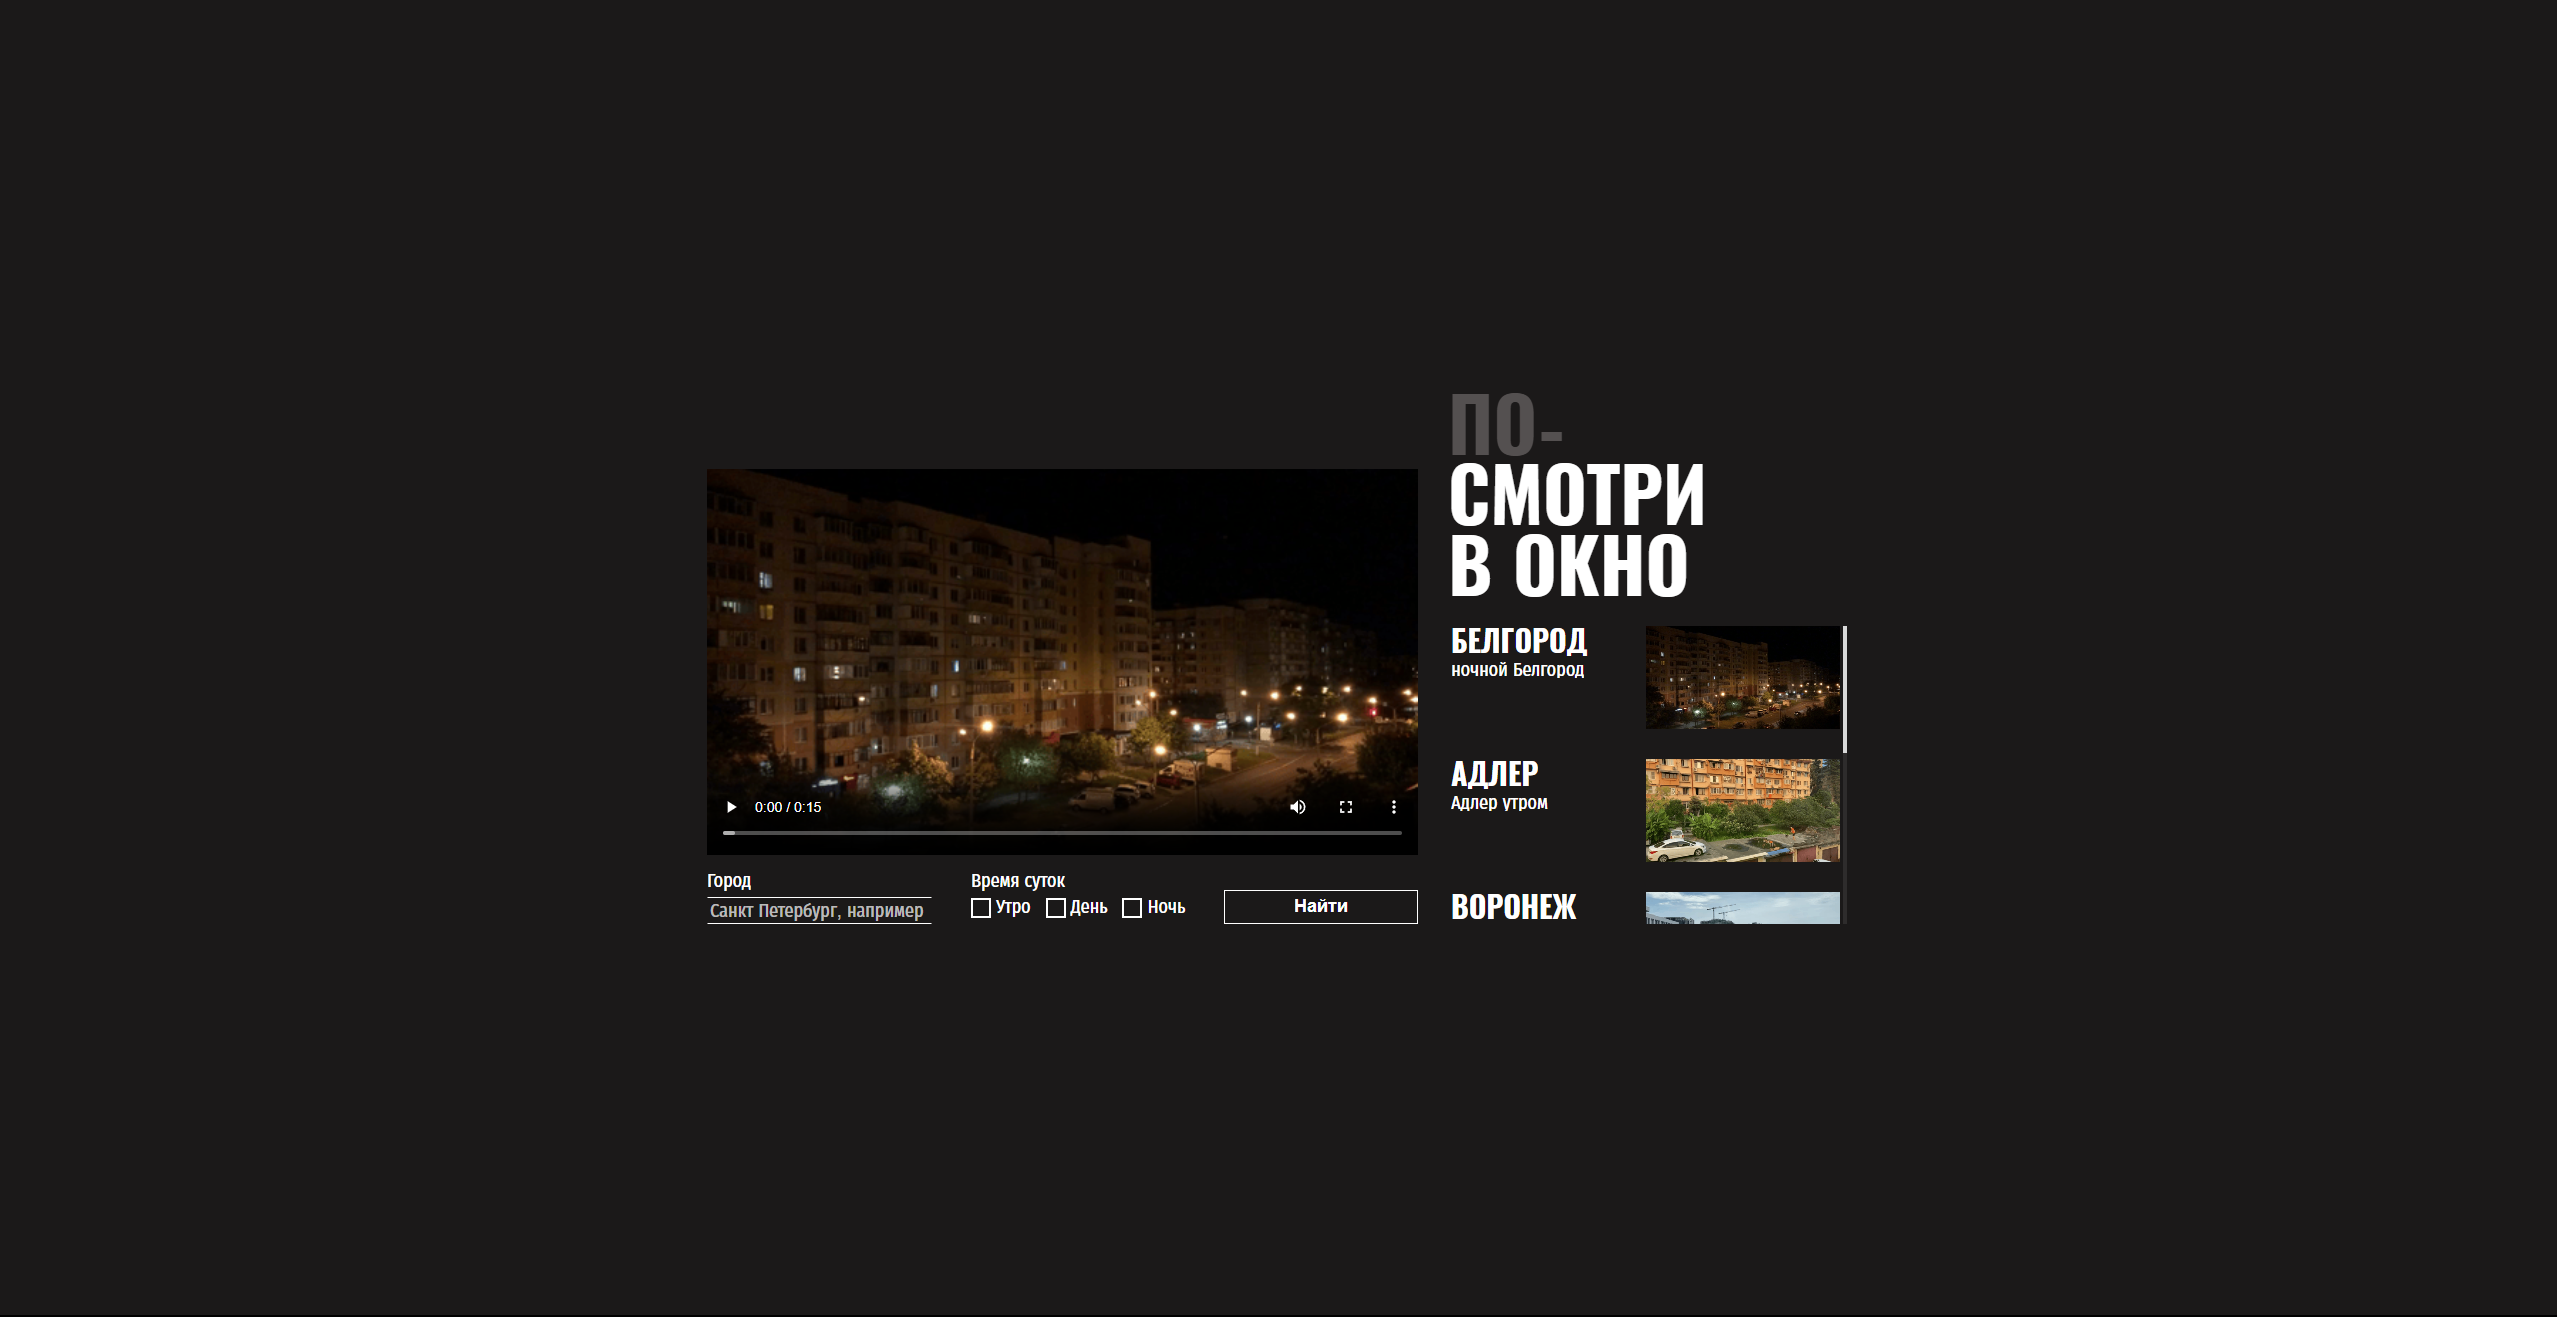 ПО-
СМОТРИ
В ОКНО
0:00 / 0:15
Город
Санкт Петербург, например
Время суток
Утро
День
Ночь
Найти
БЕЛГОРОД
ночной Белгород
АДЛЕР
Адлер утром
ВОРОНЕЖ